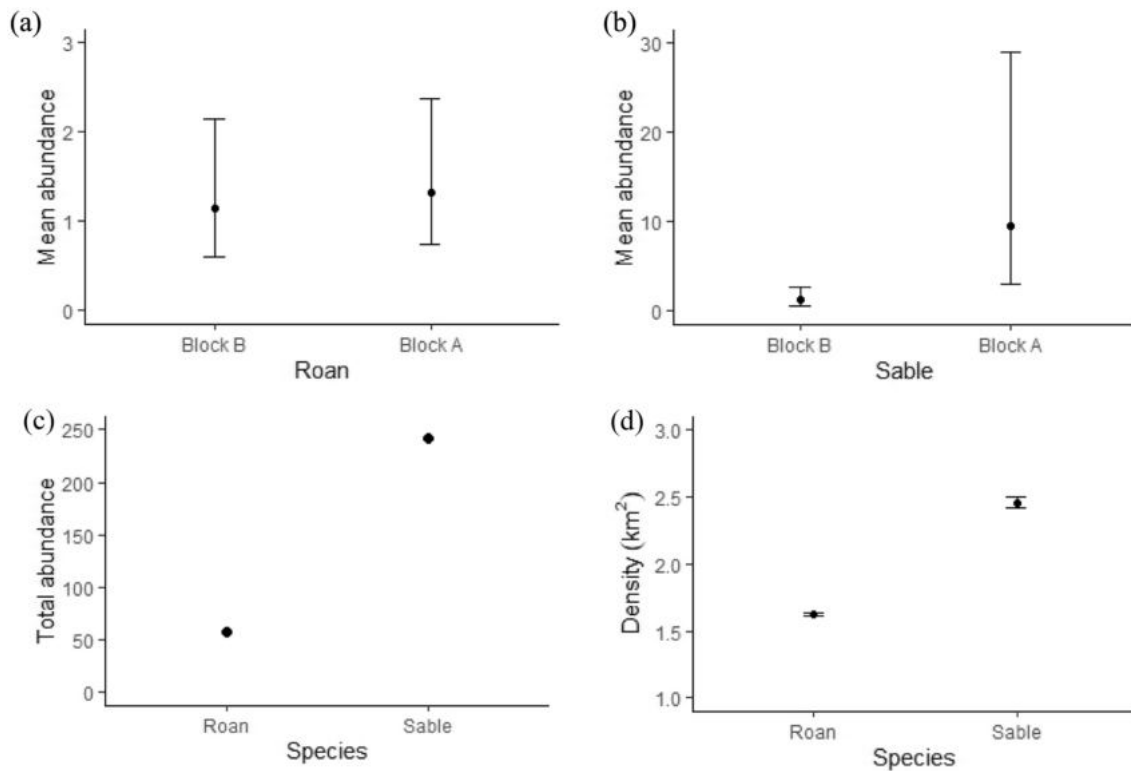 (a)
Mean abundance
3
2
1
0
Block B Block A
Roan
(b)
Mean abundance
30
20
10
0
Block B Block A
Sable
(c)
Total abundance
250
200
150
100
50
0
Roan Sable
Species
(d)
Density (km²)
3.0
2.5
2.0
1.5
1.0
Roan Sable
Species